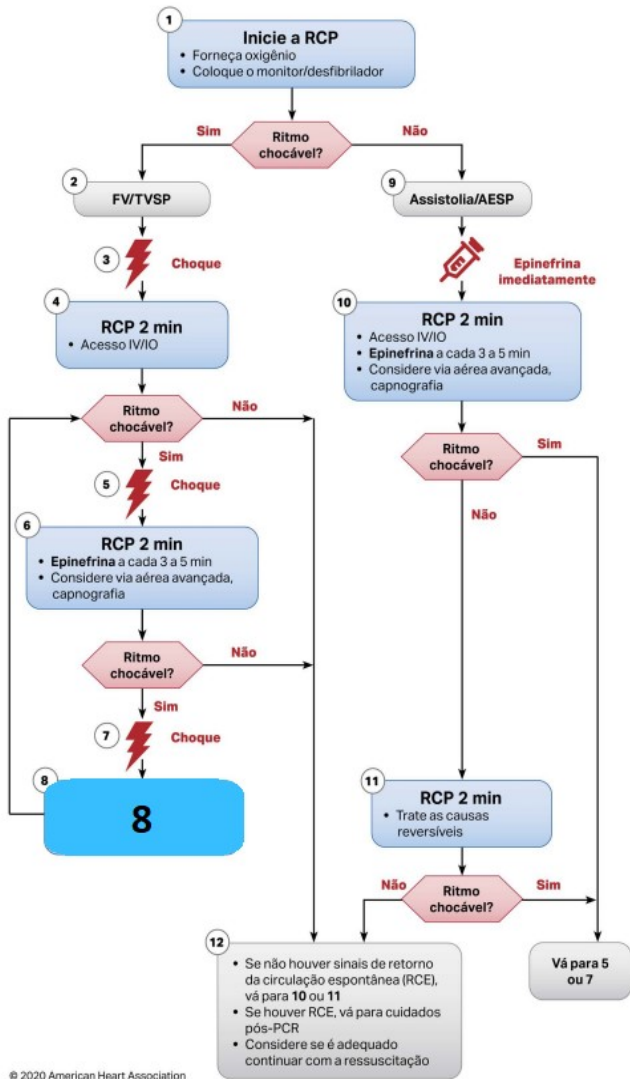 1
Inicie a RCP
• Forneça oxigênio
• Coloque o monitor/desfibrilador
Sim
Ritmo
chocável?
Não
2
FV/TVSP
3
Choque
4
RCP 2 min
• Acesso IV/IO
Ritmo
chocável?
Não
Sim
5
Choque
6
RCP 2 min
• Epinefrina a cada 3 a 5 min
• Considere via aérea avançada,
capnografia
Ritmo
chocável?
Não
Sim
7
Choque
8
8
9
Assistolia/AESP
Epinefrina
imediatamente
10
RCP 2 min
• Acesso IV/IO
• Epinefrina a cada 3 a 5 min
• Considere via aérea avançada,
capnografia
Ritmo
chocável?
Sim
Não
11
RCP 2 min
• Trate as causas
reversíveis
Não
Ritmo
chocável?
Sim
12
• Se não houver sinais de retorno
da circulação espontânea (RCE),
vá para 10 ou 11
• Se houver RCE, vá para cuidados
pós-PCR
• Considere se é adequado
continuar com a ressuscitação
Vá para 5
ou 7
© 2020 American Heart Association